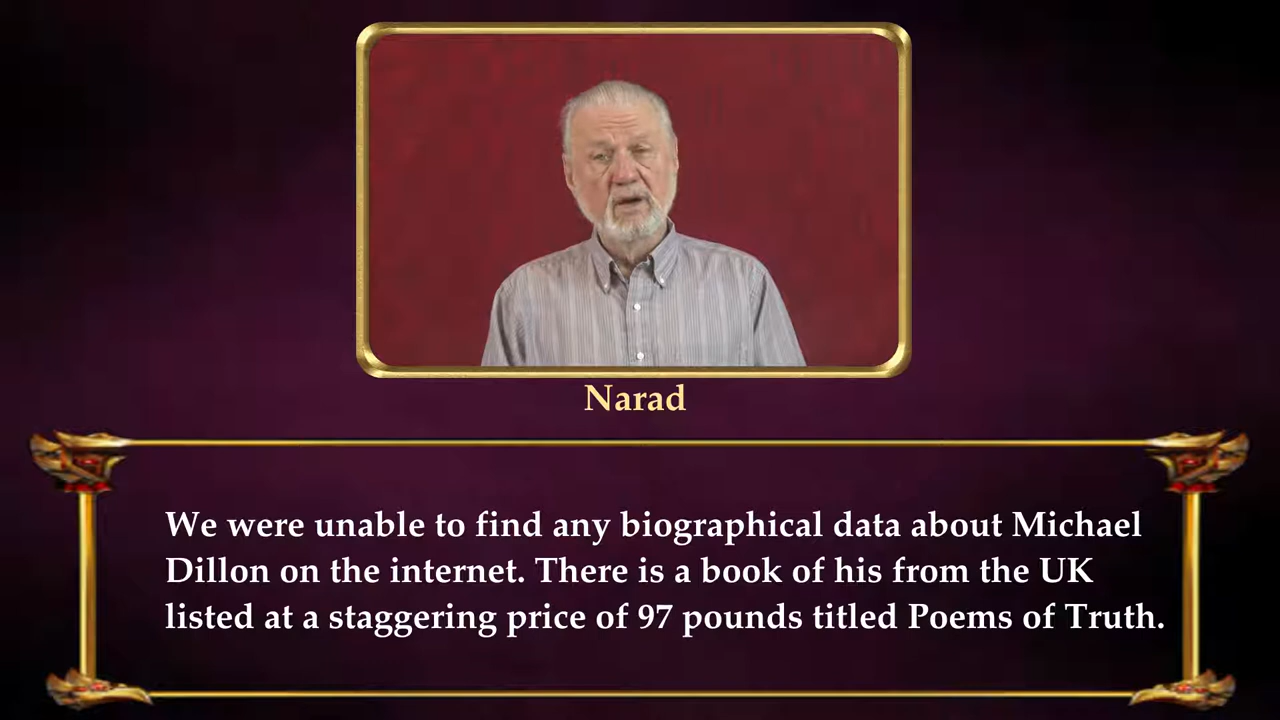 Narad
We were unable to find any biographical data about Michael
Dillon on the internet. There is a book of his from the UK
listed at a staggering price of 97 pounds titled Poems of Truth.